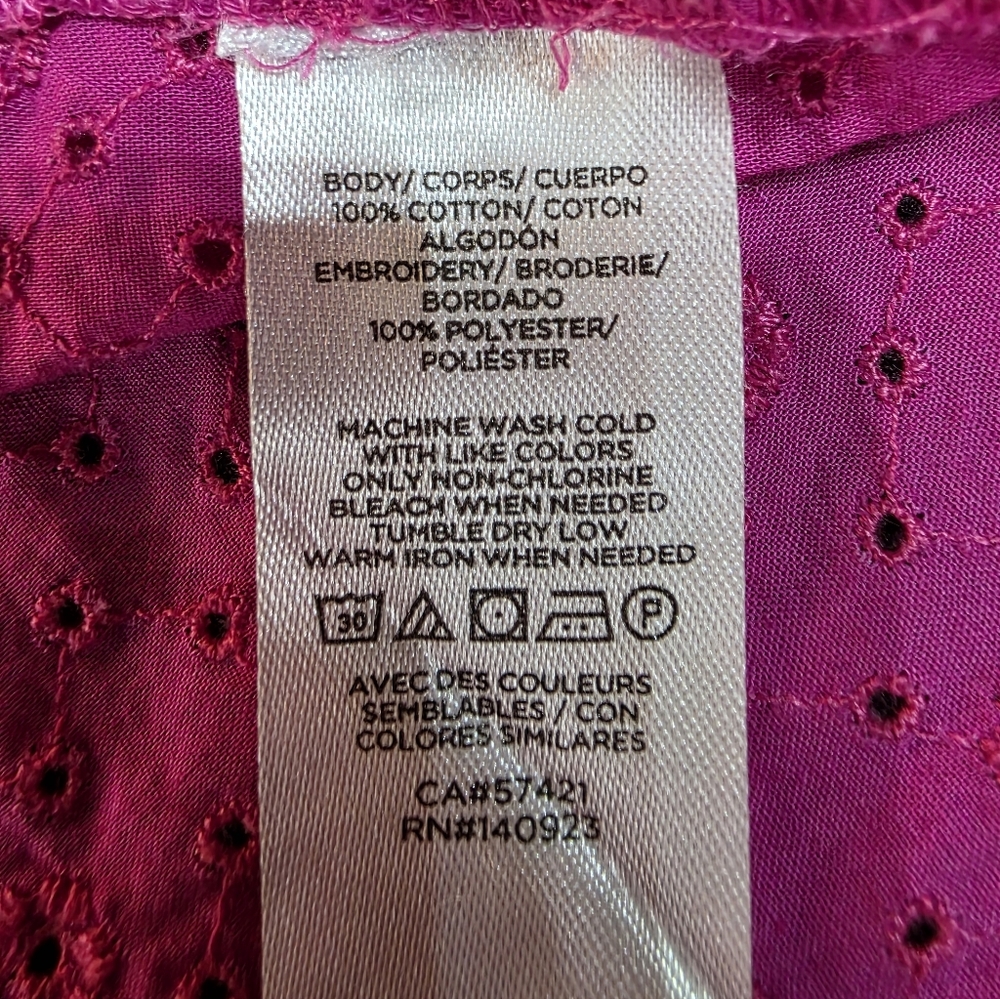 BODY/ CORPS/ CUERPO
100% COTTON/ COTON
ALGODÓN
EMBROIDERY/ BRODERIE/
BORDADO
100% POLYESTER/
POLIÉSTER
MACHINE WASH COLD
WITH LIKE COLORS
ONLY NON-CHLORINE
BLEACH WHEN NEEDED
TUMBLE DRY LOW
WARM IRON WHEN NEEDED
30 P
AVEC DES COULEURS
SEMBLABLES / CON
COLORES SIMILARES
CA#57421
RN#140923